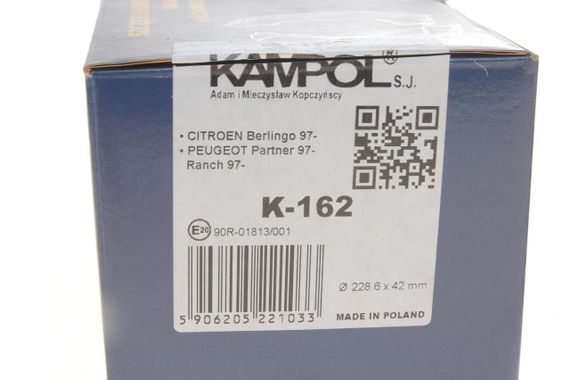 KAMPOL® S.J.
Adam i Mieczysław Kopczyńscy
• CITROEN Berlingo 97-
• PEUGEOT Partner 97-
Ranch 97-
K-162
E20 90R-01813/001
Ø 228.6 x 42 mm
5 906205 221033
MADE IN POLAND